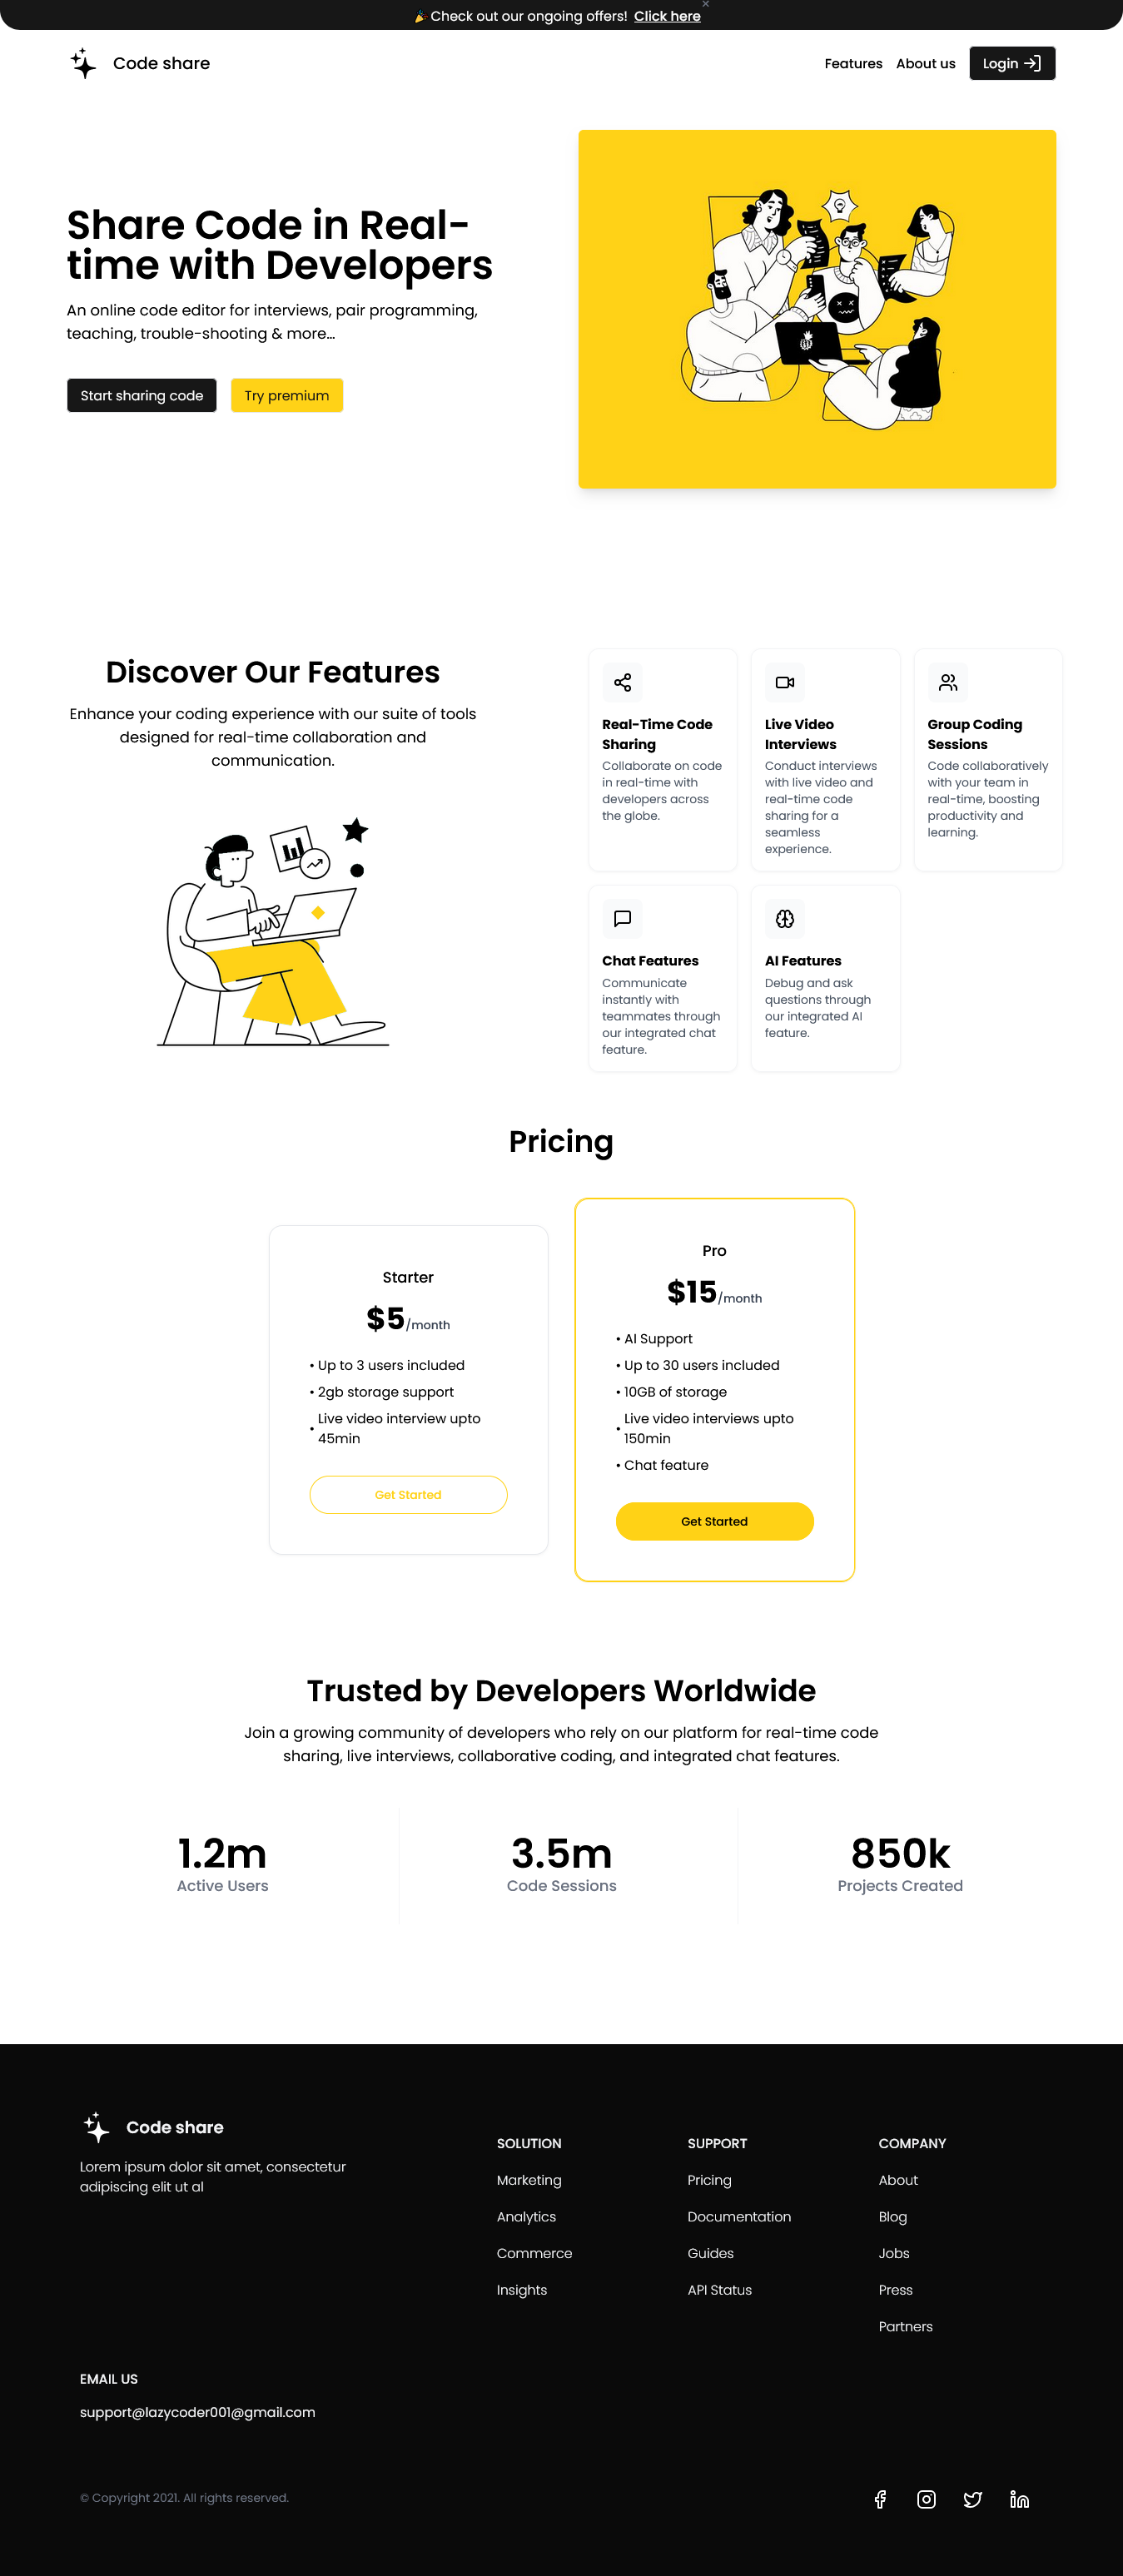 🎉 Check out our ongoing offers! Click here ×
Code share
Features About us Login
Share Code in Real-
time with Developers
An online code editor for interviews, pair programming,
teaching, trouble-shooting & more...
Start sharing code Try premium
Discover Our Features
Enhance your coding experience with our suite of tools
designed for real-time collaboration and
communication.
Real-Time Code
Sharing
Collaborate on code
in real-time with
developers across
the globe.
Live Video
Interviews
Conduct interviews
with live video and
real-time code
sharing for a
seamless
experience.
Group Coding
Sessions
Code collaboratively
with your team in
real-time, boosting
productivity and
learning.
Chat Features
Communicate
instantly with
teammates through
our integrated chat
feature.
AI Features
Debug and ask
questions through
our integrated AI
feature.
Pricing
Starter
$5/month
• Up to 3 users included
• 2gb storage support
• Live video interview upto
45min
Get Started
Pro
$15/month
• AI Support
• Up to 30 users included
• 10GB of storage
• Live video interviews upto
150min
• Chat feature
Get Started
Trusted by Developers Worldwide
Join a growing community of developers who rely on our platform for real-time code
sharing, live interviews, collaborative coding, and integrated chat features.
1.2m
Active Users
3.5m
Code Sessions
850k
Projects Created
Code share
Lorem ipsum dolor sit amet, consectetur
adipiscing elit ut al
SOLUTION
Marketing
Analytics
Commerce
Insights
SUPPORT
Pricing
Documentation
Guides
API Status
COMPANY
About
Blog
Jobs
Press
Partners
EMAIL US
support@lazycoder001@gmail.com
© Copyright 2021. All rights reserved.